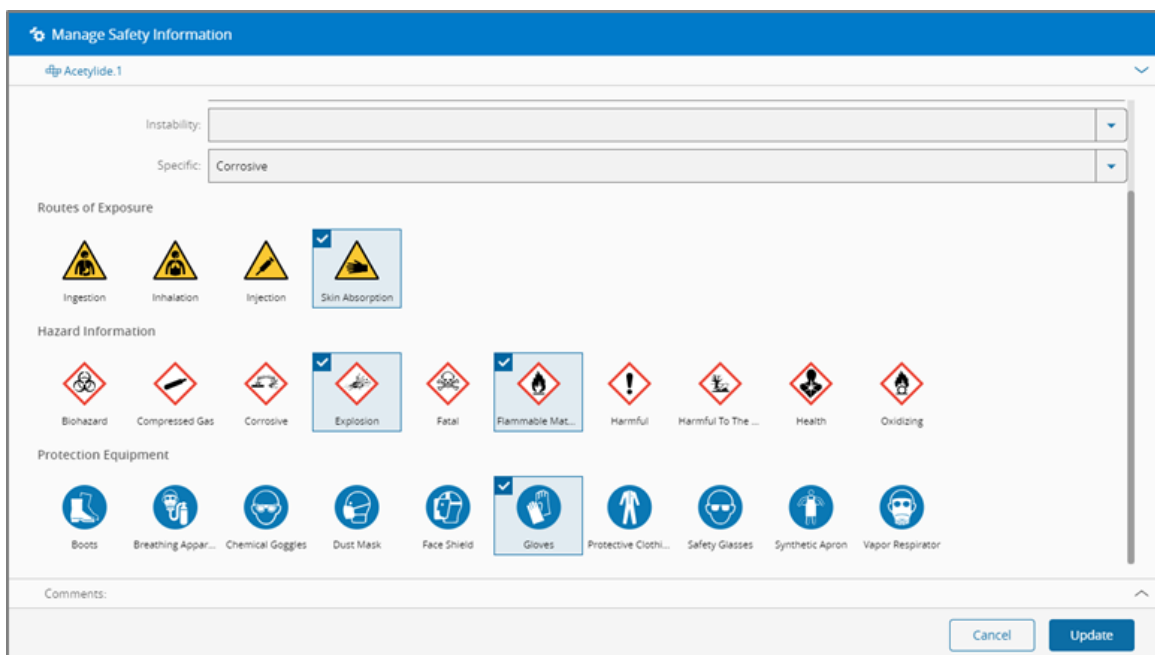 Manage Safety Information
Acetylide.1
Instability:
Specific: Corrosive
Routes of Exposure
Ingestion Inhalation Injection Skin Absorption
Hazard Information
Biohazard Compressed Gas Corrosive Explosion Fatal Flammable Mat... Harmful Harmful To The ... Health Oxidizing
Protection Equipment
Boots Breathing Appar... Chemical Goggles Dust Mask Face Shield Gloves Protective Clothi... Safety Glasses Synthetic Apron Vapor Respirator
Comments:
Cancel Update